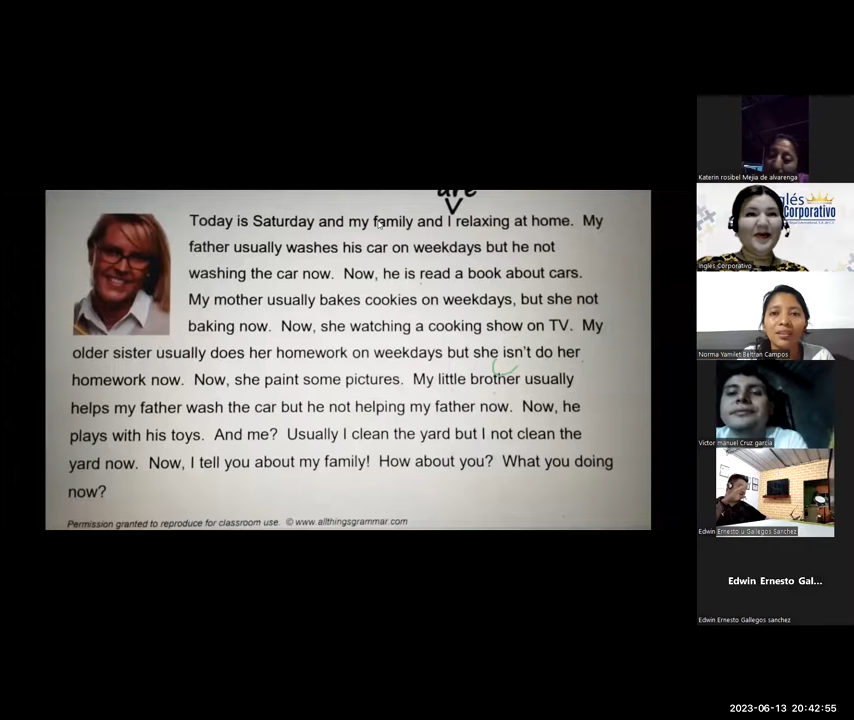 are
V
Today is Saturday and my family and I relaxing at home. My
father usually washes his car on weekdays but he not
washing the car now. Now, he is read a book about cars.
My mother usually bakes cookies on weekdays, but she not
baking now. Now, she watching a cooking show on TV. My
older sister usually does her homework on weekdays but she isn't do her
homework now. Now, she paint some pictures. My little brother usually
helps my father wash the car but he not helping my father now. Now, he
plays with his toys. And me? Usually I clean the yard but I not clean the
yard now. Now, I tell you about my family! How about you? What you doing
now?
Permission granted to reproduce for classroom use. © www.allthingsgrammar.com
Katerin rosibel Mejia de alvarenga
glés
Corporativo
Inglés Corporativo
Norma Yamilet Beltran Campos
Victor manuel Cruz garcia
Edwin Ernesto u Gallegos Sanchez
Edwin Ernesto Gal...
Edwin Ernesto Gallegos sanchez
2023-06-13 20:42:55